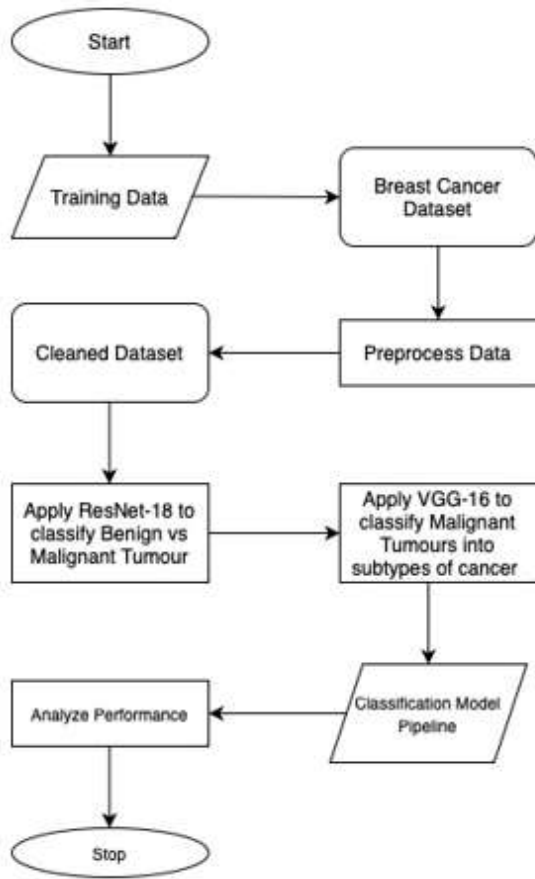 Start
Training Data
Breast Cancer
Dataset
Preprocess Data
Cleaned Dataset
Apply ResNet-18 to
classify Benign vs
Malignant Tumour
Apply VGG-16 to
classify Malignant
Tumours into
subtypes of cancer
Classification Model
Pipeline
Analyze Performance
Stop